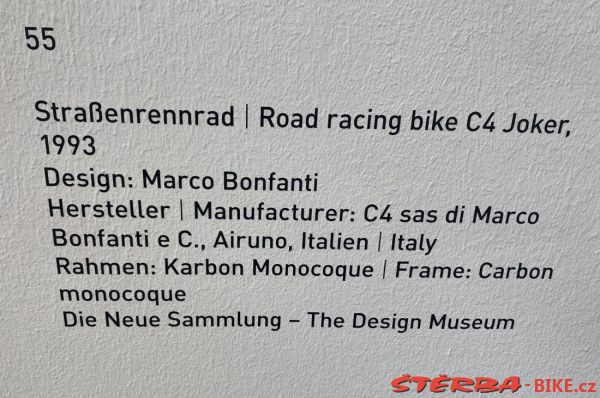 55
Straßenrennrad | Road racing bike C4 Joker,
1993
Design: Marco Bonfanti
Hersteller | Manufacturer: C4 sas di Marco
Bonfanti e C., Airuno, Italien | Italy
Rahmen: Karbon Monocoque | Frame: Carbon
monocoque
Die Neue Sammlung – The Design Museum
ŠTĚRBA-BIKE.cz